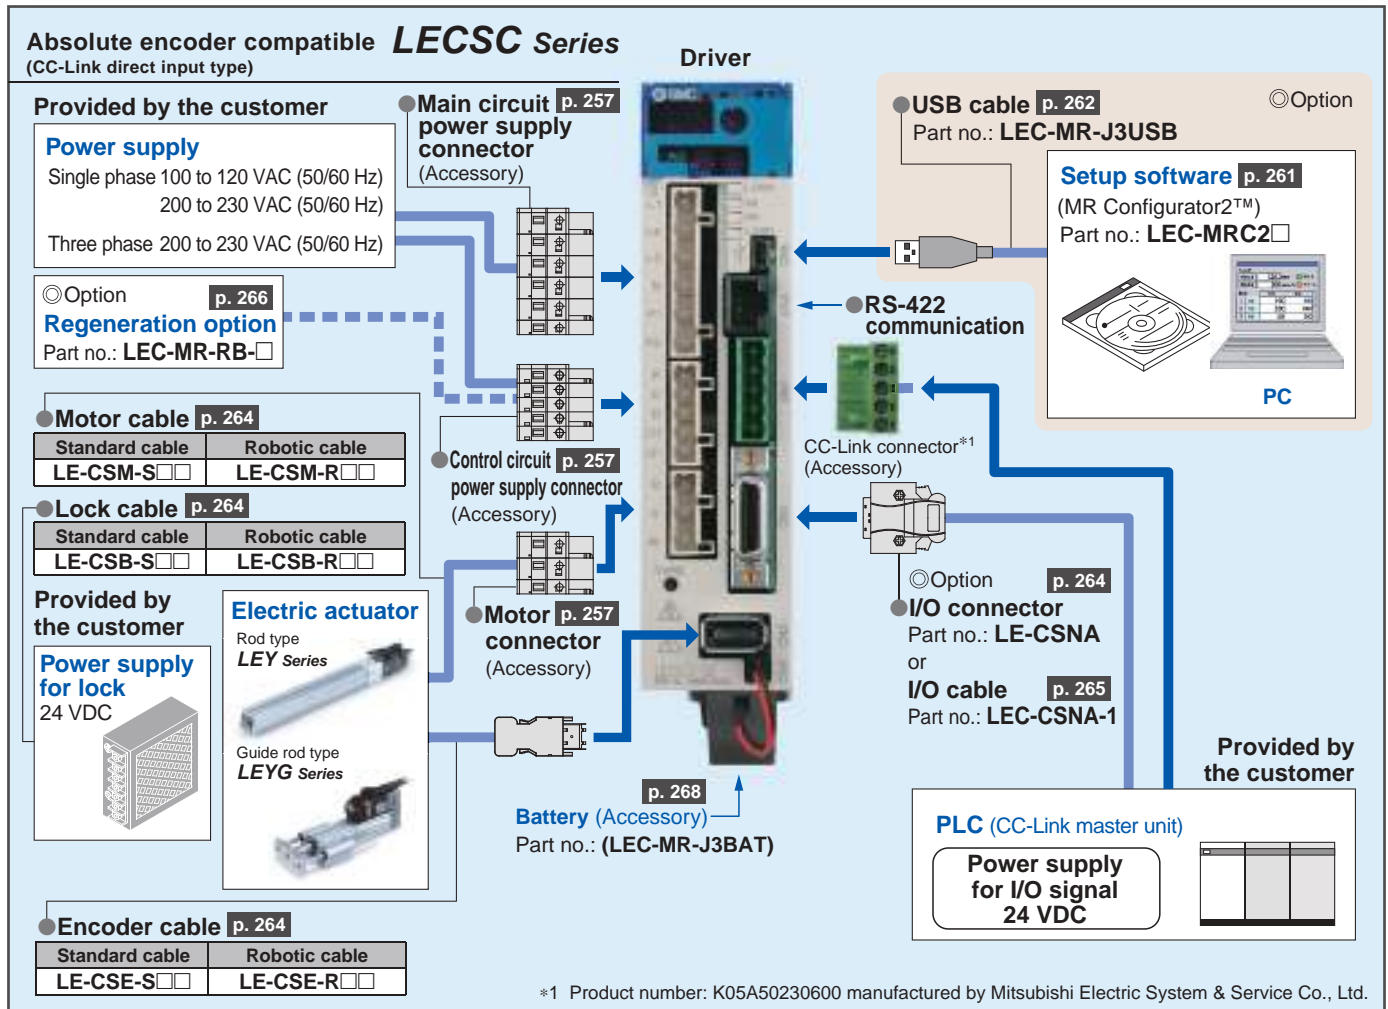 Absolute encoder compatible LECSC Series
(CC-Link direct input type)
Driver
Provided by the customer
Power supply
Single phase 100 to 120 VAC (50/60 Hz)
200 to 230 VAC (50/60 Hz)
Three phase 200 to 230 VAC (50/60 Hz)
◎Option p. 266
Regeneration option
Part no.: LEC-MR-RB-□
●Main circuit p. 257
power supply
connector
(Accessory)
●Motor cable p. 264
Standard cable Robotic cable
LE-CSM-S□□ LE-CSM-R□□
●Lock cable p. 264
Standard cable Robotic cable
LE-CSB-S□□ LE-CSB-R□□
●Control circuit p. 257
power supply connector
(Accessory)
Provided by
the customer
Power supply
for lock
24 VDC
Electric actuator
Rod type
LEY Series
Guide rod type
LEYG Series
●Motor p. 257
connector
(Accessory)
p. 268
Battery (Accessory)
Part no.: (LEC-MR-J3BAT)
●Encoder cable p. 264
Standard cable Robotic cable
LE-CSE-S□□ LE-CSE-R□□
●USB cable p. 262
Part no.: LEC-MR-J3USB
◎Option
Setup software p. 261
(MR Configurator2™)
Part no.: LEC-MRC2□
PC
●RS-422
communication
CC-Link connector*1
(Accessory)
◎Option p. 264
●I/O connector
Part no.: LE-CSNA
or
I/O cable p. 265
Part no.: LEC-CSNA-1
Provided by
the customer
PLC (CC-Link master unit)
Power supply
for I/O signal
24 VDC
*1 Product number: K05A50230600 manufactured by Mitsubishi Electric System & Service Co., Ltd.